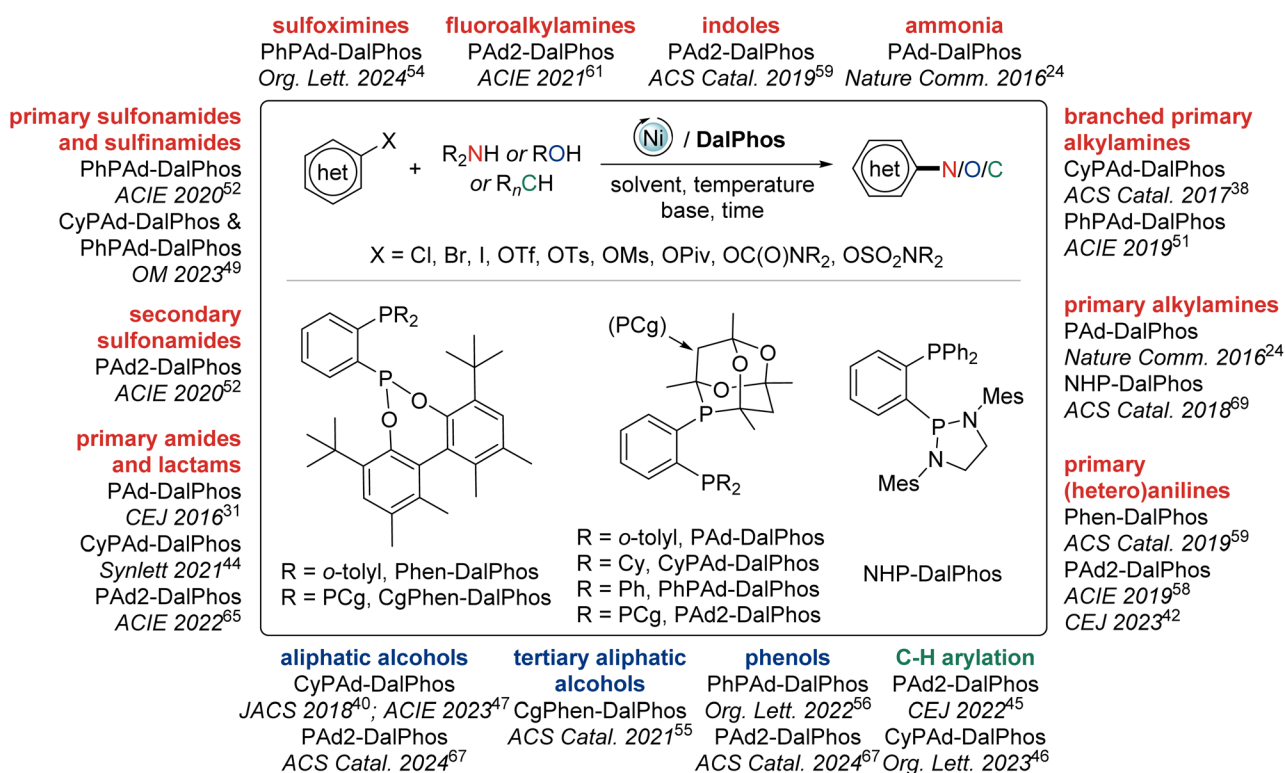 sulfoximines
PhPAd-DalPhos
Org. Lett. 202454
fluoroalkylamines
PAd2-DalPhos
ACIE 202161
indoles
PAd2-DalPhos
ACS Catal. 201959
ammonia
PAd-DalPhos
Nature Comm. 201624
primary sulfonamides
and sulfinamides
PhPAd-DalPhos
ACIE 202052
CyPAd-DalPhos &
PhPAd-DalPhos
OM 202349
secondary
sulfonamides
PAd2-DalPhos
ACIE 202052
primary amides
and lactams
PAd-DalPhos
CEJ 201631
CyPAd-DalPhos
Synlett 202144
PAd2-DalPhos
ACIE 202265
het
X
+
R2NH or ROH
or RnCH
Ni / DalPhos
solvent, temperature
base, time
het
N/O/C
X = Cl, Br, I, OTf, OTs, OMs, OPiv, OC(O)NR2, OSO2NR2
PR2
P
O
O
R = o-tolyl, Phen-DalPhos
R = PCg, CgPhen-DalPhos
(PCg)
O
O
O
P
PR2
R = o-tolyl, PAd-DalPhos
R = Cy, CyPAd-DalPhos
R = Ph, PhPAd-DalPhos
R = PCg, PAd2-DalPhos
PPh2
Mes
P
N
N
Mes
NHP-DalPhos
branched primary
alkylamines
CyPAd-DalPhos
ACS Catal. 201738
PhPAd-DalPhos
ACIE 201951
primary alkylamines
PAd-DalPhos
Nature Comm. 201624
NHP-DalPhos
ACS Catal. 201869
primary
(hetero)anilines
Phen-DalPhos
ACS Catal. 201959
PAd2-DalPhos
ACIE 201958
CEJ 202342
aliphatic alcohols
CyPAd-DalPhos
JACS 201840; ACIE 202347
PAd2-DalPhos
ACS Catal. 202467
tertiary aliphatic
alcohols
CgPhen-DalPhos
ACS Catal. 202155
phenols
PhPAd-DalPhos
Org. Lett. 202256
PAd2-DalPhos
ACS Catal. 202467
C-H arylation
PAd2-DalPhos
CEJ 202245
CyPAd-DalPhos
Org. Lett. 202346